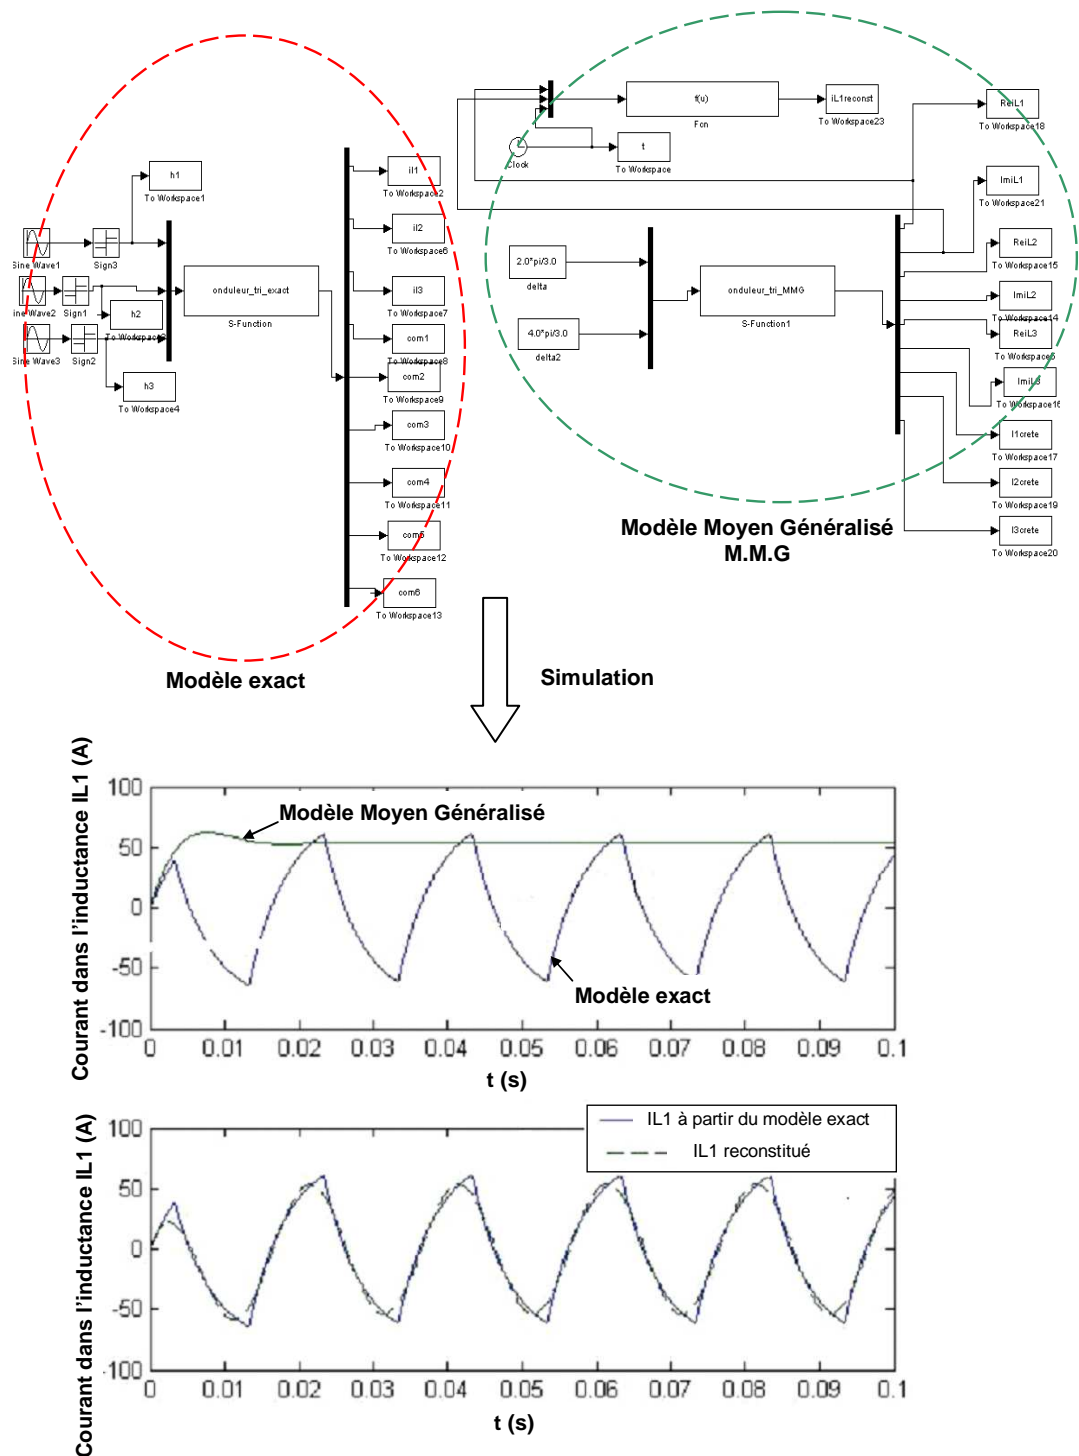 h1
To Workspace1
Sine Wave1
Sign3
ine Wave2
Sign1
h2
To Workspace3
Sine Wave3
Sign2
h3
To Workspace4
onduleur_tri_exact
S-Function
il1
To Workspace2
il2
To Workspace6
il3
To Workspace7
com1
To Workspace8
com2
To Workspace9
com3
To Workspace10
com4
To Workspace11
com5
To Workspace12
com6
To Workspace13
Modèle exact
f(u)
Fcn
iL1reconst
To Workspace23
Clock
t
To Workspace
2.0*pi/3.0
delta
4.0*pi/3.0
delta2
onduleur_tri_MMG
S-Function1
ReiL1
To Workspace18
ImiL1
To Workspace21
ReiL2
To Workspace15
ImiL2
To Workspace14
ReiL3
To Workspace5
ImiL3
To Workspace16
I1crete
To Workspace17
I2crete
To Workspace19
I3crete
To Workspace20
Modèle Moyen Généralisé
M.M.G
Simulation
Courant dans l'inductance IL1 (A)
100
50
0
-50
-100
Modèle Moyen Généralisé
Modèle exact
0 0.01 0.02 0.03 0.04 0.05 0.06 0.07 0.08 0.09 0.1
t (s)
Courant dans l'inductance IL1 (A)
100
50
0
-50
-100
IL1 à partir du modèle exact
IL1 reconstitué
0 0.01 0.02 0.03 0.04 0.05 0.06 0.07 0.08 0.09 0.1
t (s)